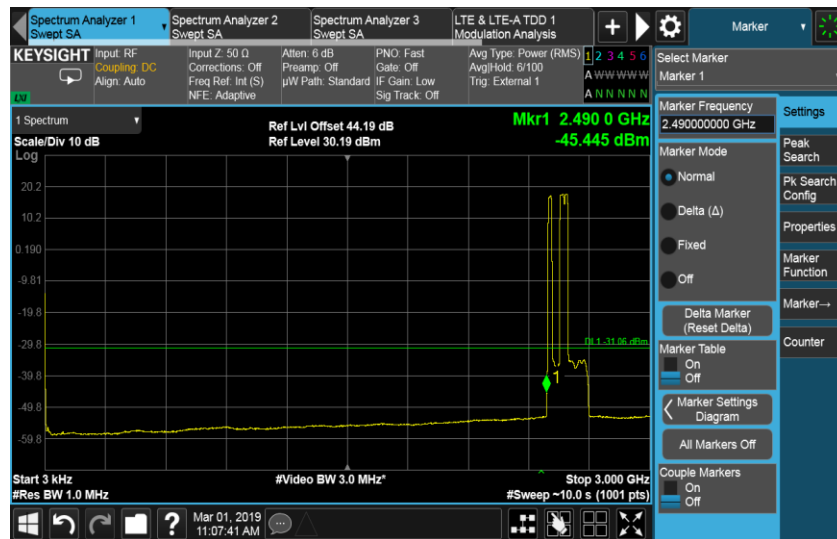 Spectrum Analyzer 1
Swept SA
Spectrum Analyzer 2
Swept SA
Spectrum Analyzer 3
Swept SA
LTE & LTE-A TDD 1
Modulation Analysis
+
Marker
KEYSIGHT
Input: RF
Coupling: DC
Align: Auto
Input Z: 50 Ω
Corrections: Off
Freq Ref: Int (S)
NFE: Adaptive
Atten: 6 dB
Preamp: Off
µW Path: Standard
PNO: Fast
Gate: Off
IF Gain: Low
Sig Track: Off
Avg Type: Power (RMS)
Avg|Hold: 6/100
Trig: External 1
1 2 3 4 5 6
A W W W W W
A N N N N N
LXI
Select Marker
Marker 1
1 Spectrum
Scale/Div 10 dB
Log
Ref Lvl Offset 44.19 dB
Ref Level 30.19 dBm
Mkr1 2.490 0 GHz
-45.445 dBm
20.2
10.2
0.190
-9.81
-19.8
-29.8
-39.8
-49.8
-59.8
DL1 -31.06 dBm
1
Start 3 kHz
#Res BW 1.0 MHz
#Video BW 3.0 MHz*
Stop 3.000 GHz
#Sweep ~10.0 s (1001 pts)
Marker Frequency
2.490000000 GHz
Marker Mode
Normal
Delta (Δ)
Fixed
Off
Delta Marker
(Reset Delta)
Marker Table
On
Off
Marker Settings
Diagram
All Markers Off
Couple Markers
On
Off
Settings
Peak
Search
Pk Search
Config
Properties
Marker
Function
Marker→
Counter
?
Mar 01, 2019
11:07:41 AM